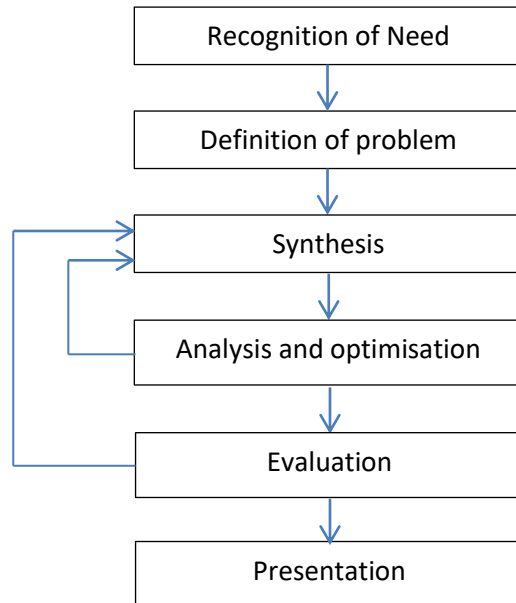 Recognition of Need
Definition of problem
Synthesis
Analysis and optimisation
Evaluation
Presentation